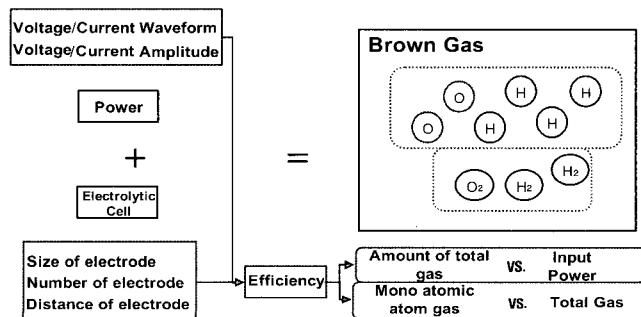 Voltage/Current Waveform
Voltage/Current Amplitude
Power
+
Electrolytic
Cell
=
Brown Gas
O H H
O H H
O2 H2 H2
Size of electrode
Number of electrode
Distance of electrode
Efficiency
Amount of total gas VS. Input Power
Mono atomic atom gas VS. Total Gas